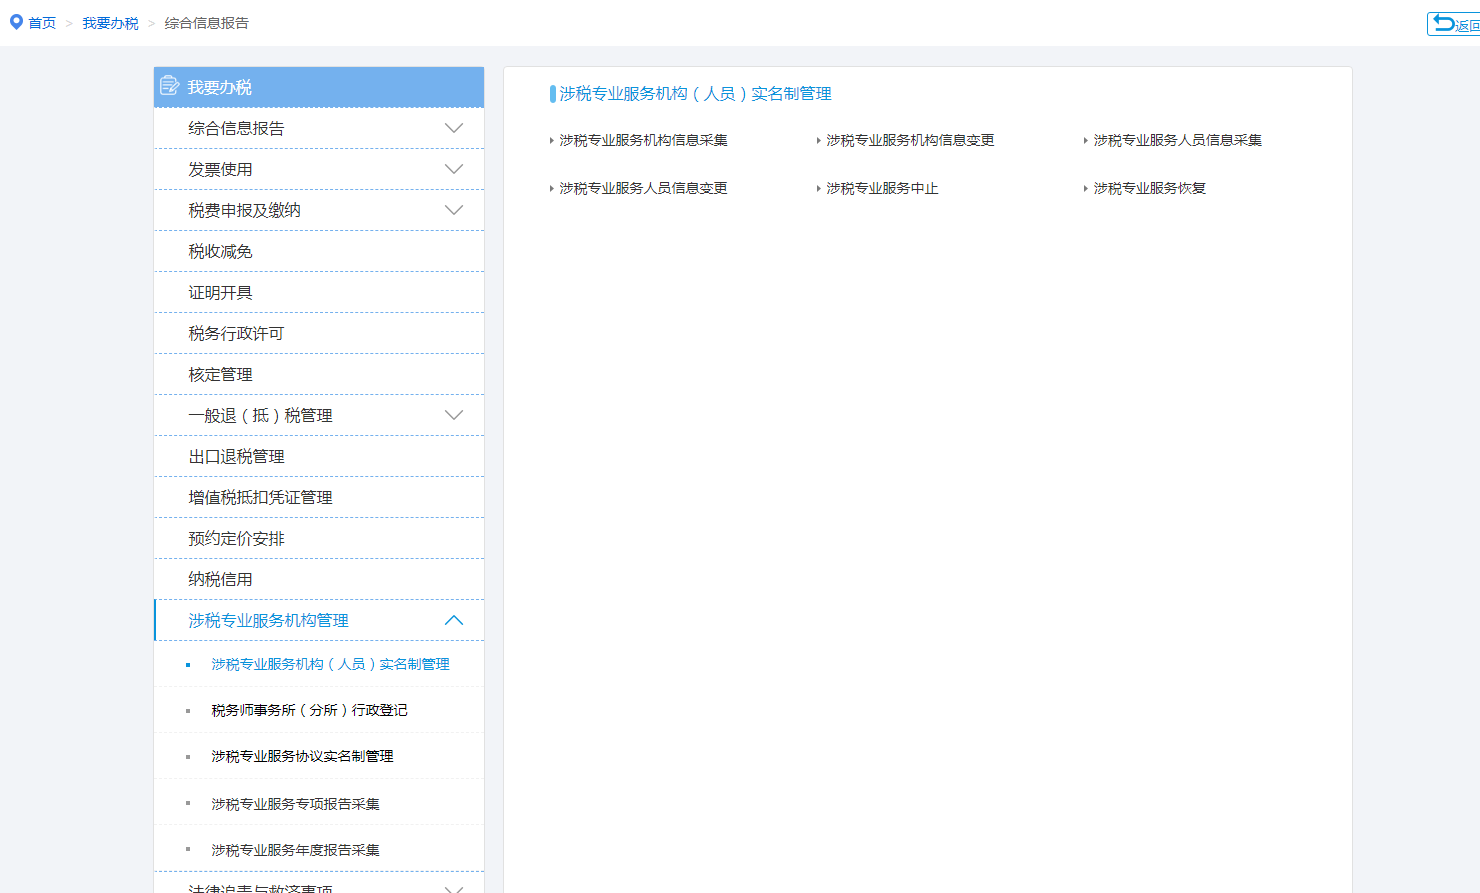 首页 > 我要办税 > 综合信息报告
返回
我要办税
综合信息报告
发票使用
税费申报及缴纳
税收减免
证明开具
税务行政许可
核定管理
一般退（抵）税管理
出口退税管理
增值税抵扣凭证管理
预约定价安排
纳税信用
涉税专业服务机构管理
涉税专业服务机构（人员）实名制管理
税务师事务所（分所）行政登记
涉税专业服务协议实名制管理
涉税专业服务专项报告采集
涉税专业服务年度报告采集
法律追责与救济事项
涉税专业服务机构（人员）实名制管理
涉税专业服务机构信息采集 涉税专业服务机构信息变更 涉税专业服务人员信息采集
涉税专业服务人员信息变更 涉税专业服务中止 涉税专业服务恢复